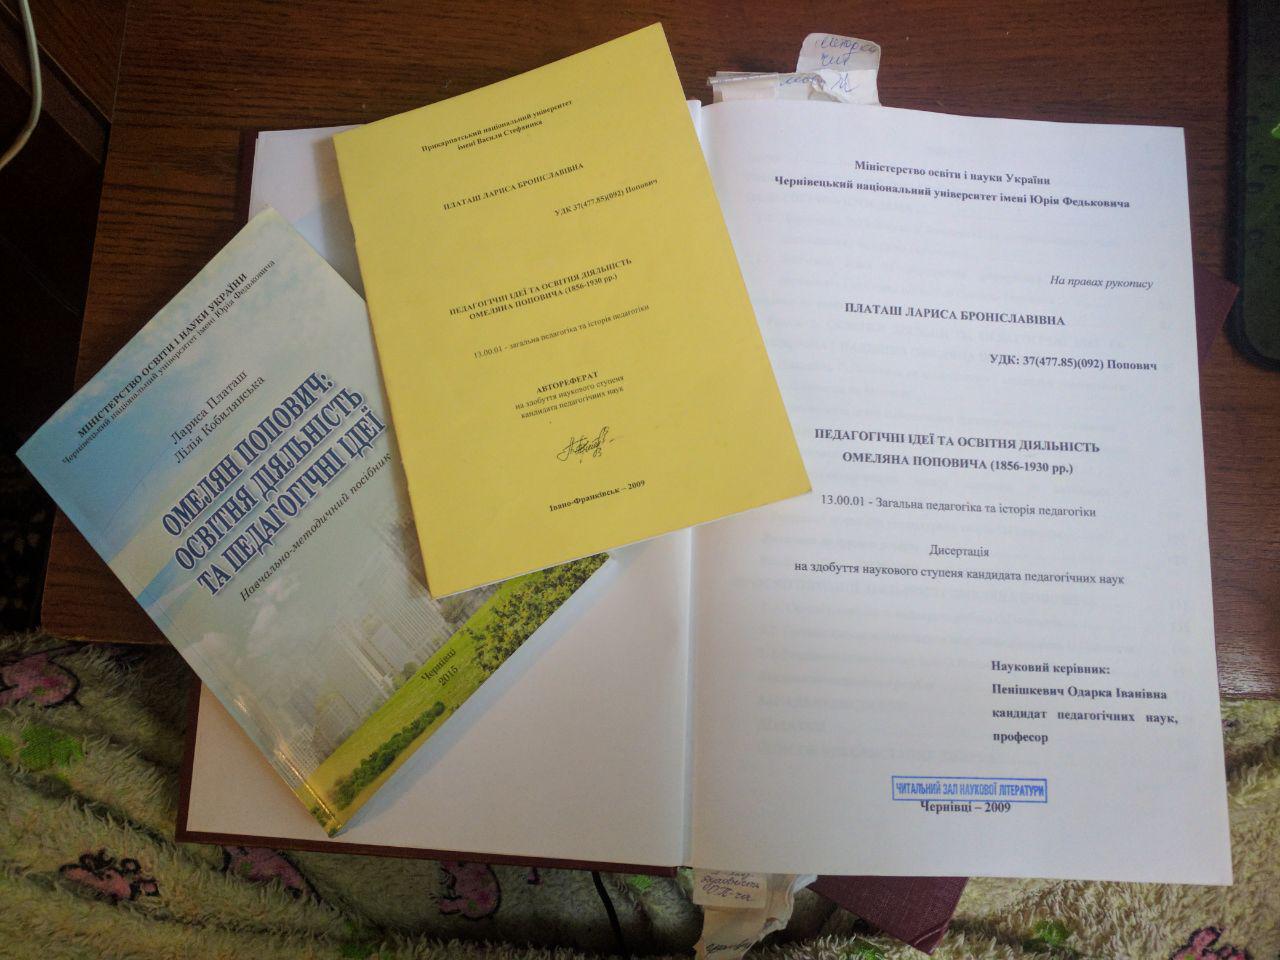 МІНІСТЕРСТВО ОСВІТИ І НАУКИ УКРАЇНИ
Чернівецький національний університет імені Юрія Федьковича
Лариса Платаш
Лілія Кобилянська
ОМЕЛЯН ПОПОВИЧ:
ОСВІТНЯ ДІЯЛЬНІСТЬ
ТА ПЕДАГОГІЧНІ ІДЕЇ
Навчально-методичний посібник
Чернівці
2015
Прикарпатський національний університет
імені Василя Стефаника
ПЛАТАШ ЛАРИСА БРОНІСЛАВІВНА
УДК 37(477.85)(092) Попович
ПЕДАГОГІЧНІ ІДЕЇ ТА ОСВІТНЯ ДІЯЛЬНІСТЬ
ОМЕЛЯНА ПОПОВИЧА (1856-1930 рр.)
13.00.01 - загальна педагогіка та історія педагогіки
АВТОРЕФЕРАТ
на здобуття наукового ступеня
кандидата педагогічних наук
Івано-Франківськ – 2009
Міністерство освіти і науки України
Чернівецький національний університет імені Юрія Федьковича
На правах рукопису
ПЛАТАШ ЛАРИСА БРОНІСЛАВІВНА
УДК: 37(477.85)(092) Попович
ПЕДАГОГІЧНІ ІДЕЇ ТА ОСВІТНЯ ДІЯЛЬНІСТЬ
ОМЕЛЯНА ПОПОВИЧА (1856-1930 рр.)
13.00.01 - Загальна педагогіка та історія педагогіки
Дисертація
на здобуття наукового ступеня кандидата педагогічних наук
Науковий керівник:
Пенішкевич Одарка Іванівна
кандидат педагогічних наук,
професор
ЧИТАЛЬНИЙ ЗАЛ НАУКОВОЇ ЛІТЕРАТУРИ
Чернівці – 2009